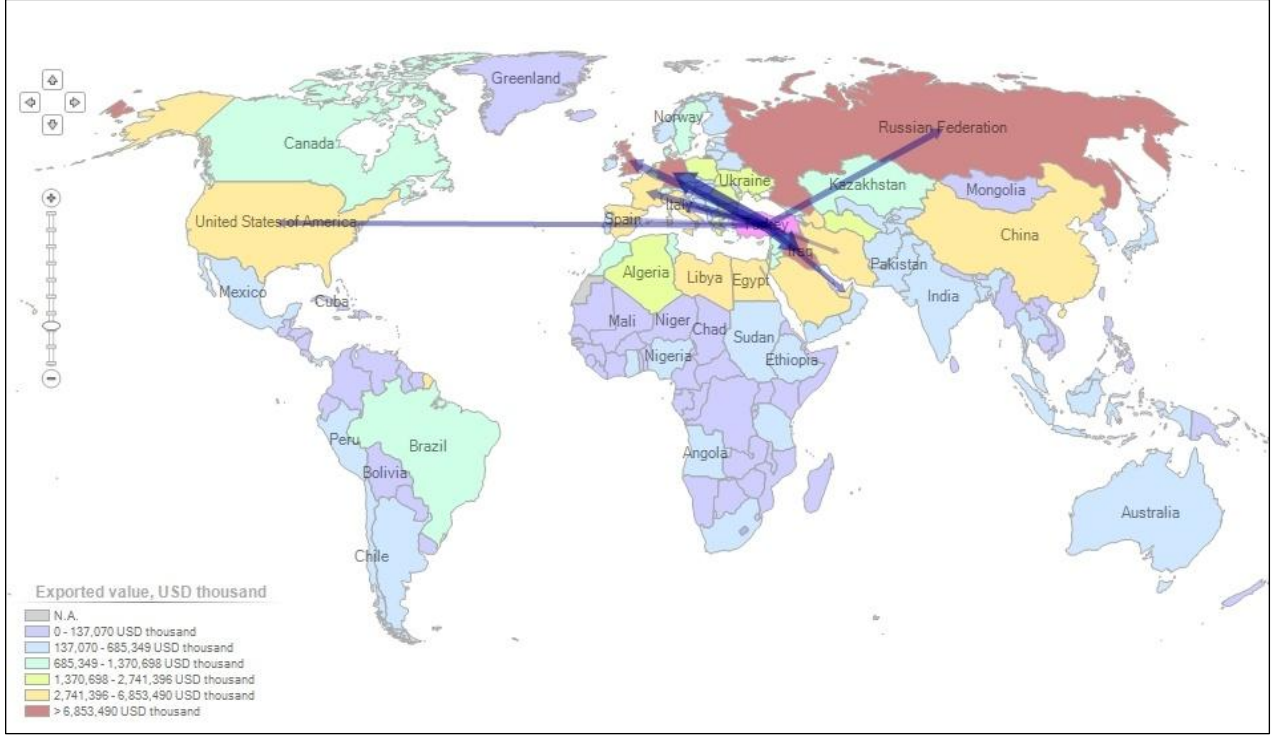 Greenland
Norway
Russian Federation
Canada
Ukraine
Kazakhstan
Mongolia
Italy
United States of America
Spain
Turkey
China
Iraq
Algeria
Libya
Egypt
Pakistan
Mexico
Cuba
India
Mali
Niger
Chad
Sudan
Nigeria
Ethiopia
Peru
Brazil
Angola
Bolivia
Australia
Chile
Exported value, USD thousand
N.A.
0 - 137,070 USD thousand
137,070 - 685,349 USD thousand
685,349 - 1,370,698 USD thousand
1,370,698 - 2,741,396 USD thousand
2,741,396 - 6,853,490 USD thousand
> 6,853,490 USD thousand